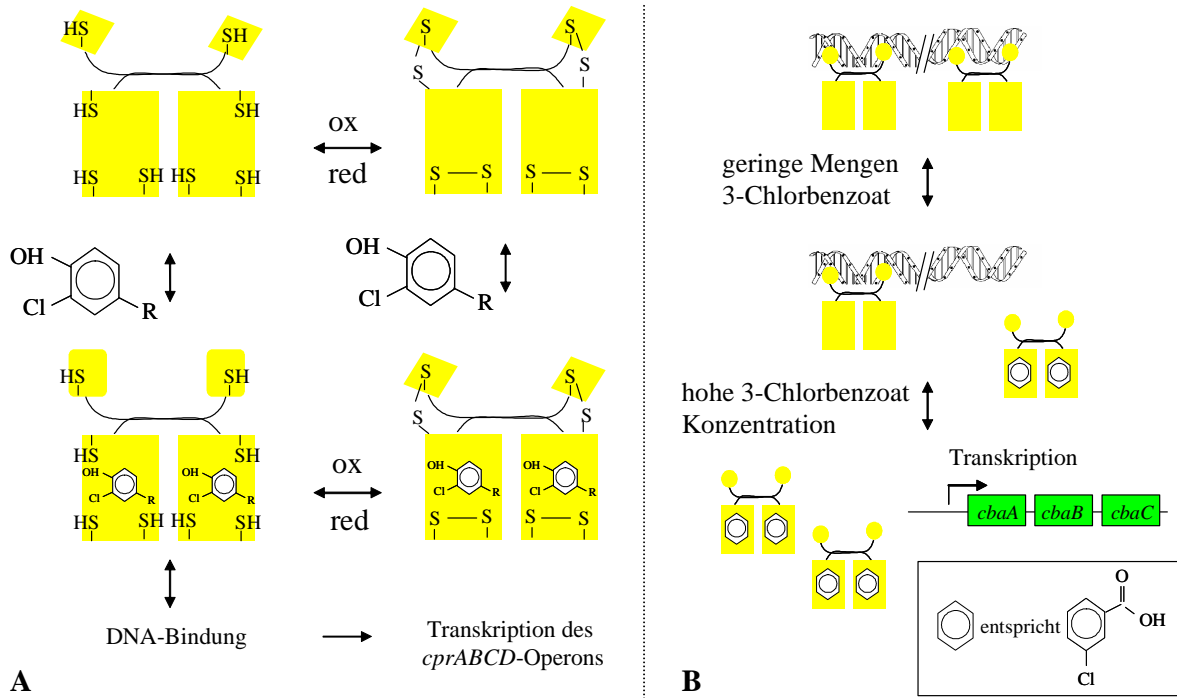 HS
SH
HS
SH
HS
SH
HS
SH
ox
red
S
S
S
S
S
S
S
S
OH
Cl
R
OH
Cl
R
HS
SH
HS
SH
OH
Cl
R
OH
Cl
R
HS
SH
HS
SH
ox
red
S
S
S
S
OH
Cl
R
OH
Cl
R
S
S
S
S
DNA-Bindung
Transkription des
cprABCD-Operons
A
geringe Mengen
3-Chlorbenzoat
hohe 3-Chlorbenzoat
Konzentration
Transkription
cbaA
cbaB
cbaC
entspricht
O
OH
Cl
B